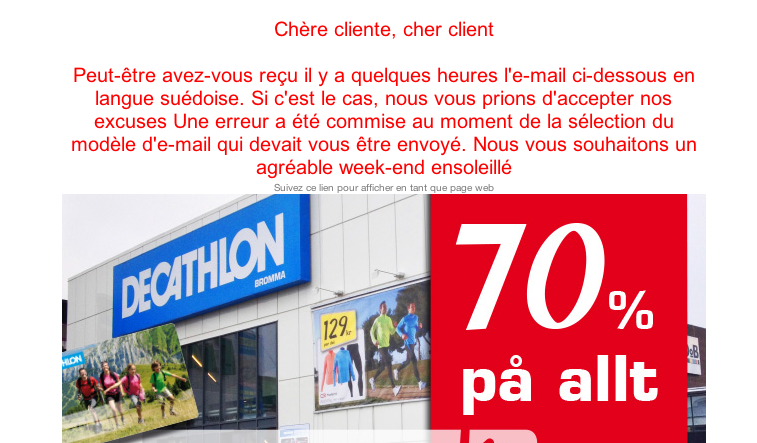 Chère cliente, cher client
Peut-être avez-vous reçu il y a quelques heures l'e-mail ci-dessous en
langue suédoise. Si c'est le cas, nous vous prions d'accepter nos
excuses Une erreur a été commise au moment de la sélection du
modèle d'e-mail qui devait vous être envoyé. Nous vous souhaitons un
agréable week-end ensoleillé
Suivez ce lien pour afficher en tant que page web
DECATHLON
BROMMA
129kr
70%
på allt